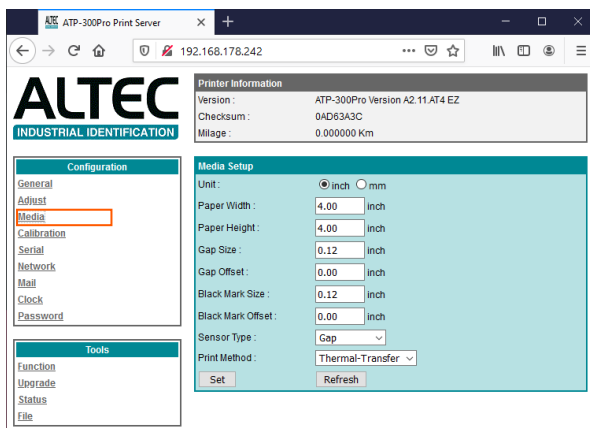 ATP-300Pro Print Server
192.168.178.242
ALTEC
INDUSTRIAL IDENTIFICATION
Printer Information
Version : ATP-300Pro Version A2.11.AT4 EZ
Checksum : 0AD63A3C
Milage : 0.000000 Km
Configuration
General
Adjust
Media
Calibration
Serial
Network
Mail
Clock
Password
Tools
Function
Upgrade
Status
File
Media Setup
Unit : inch mm
Paper Width : 4.00 inch
Paper Height : 4.00 inch
Gap Size : 0.12 inch
Gap Offset : 0.00 inch
Black Mark Size : 0.12 inch
Black Mark Offset : 0.00 inch
Sensor Type : Gap
Print Method : Thermal-Transfer
Set Refresh